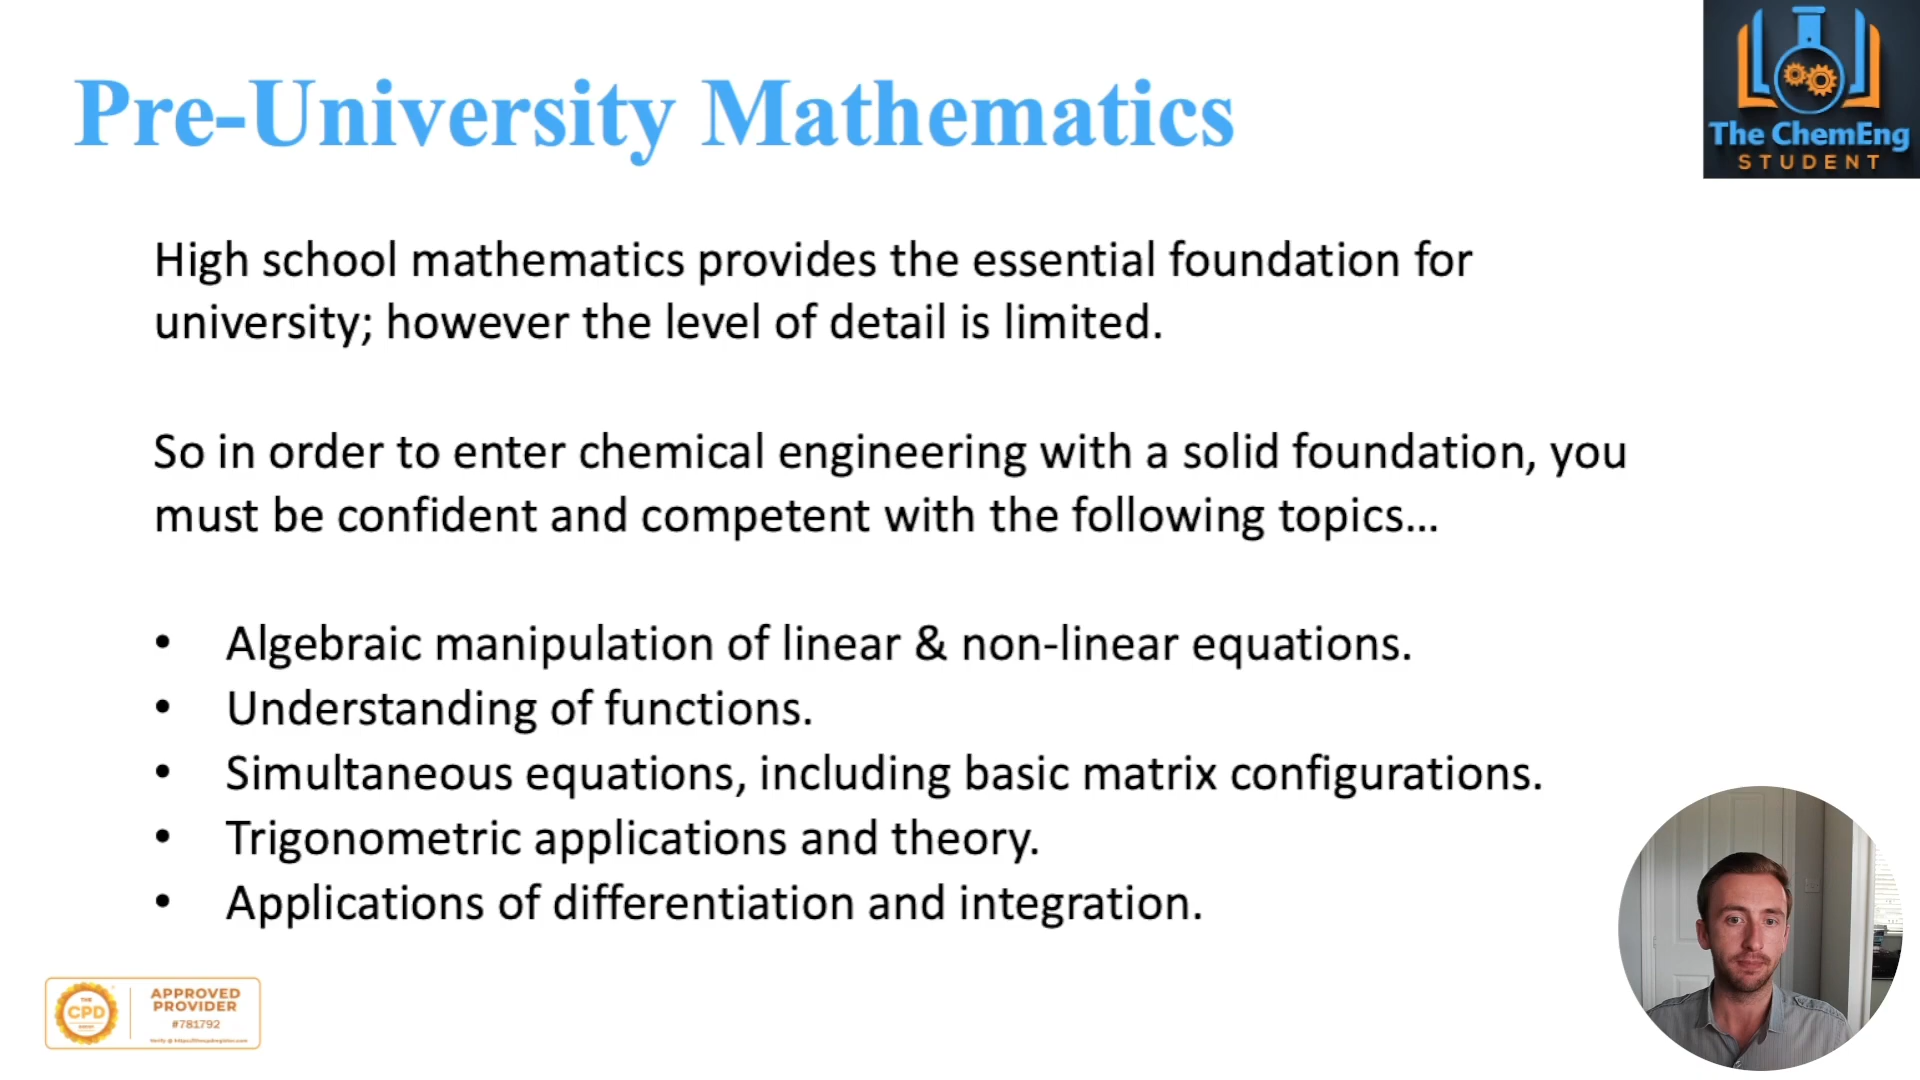 Pre-University Mathematics
The ChemEng
STUDENT
High school mathematics provides the essential foundation for
university; however the level of detail is limited.
So in order to enter chemical engineering with a solid foundation, you
must be confident and competent with the following topics...
• Algebraic manipulation of linear & non-linear equations.
• Understanding of functions.
• Simultaneous equations, including basic matrix configurations.
• Trigonometric applications and theory.
• Applications of differentiation and integration.
THE
CPD
APPROVED
PROVIDER
#781792
Verify @